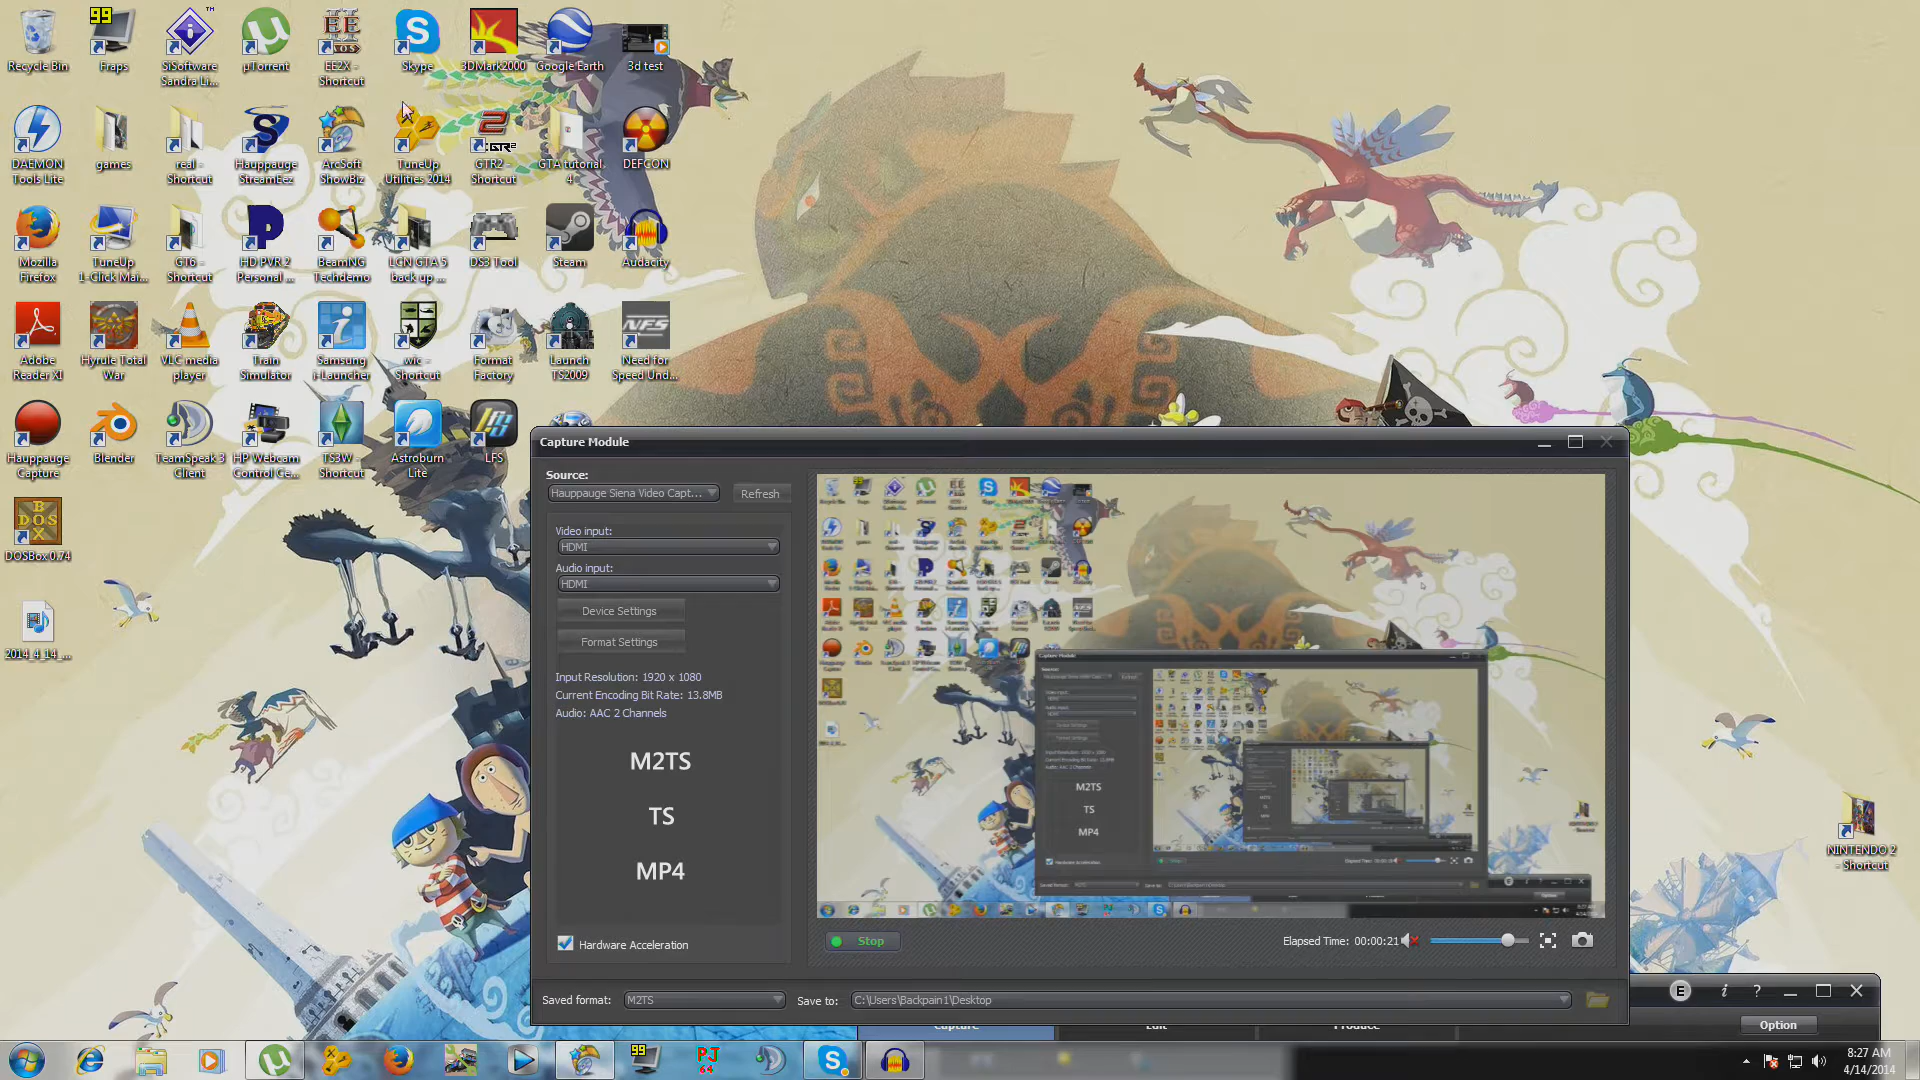 Recycle Bin
Fraps
SiSoftware
Sandra Li...
µTorrent
EE2X -
Shortcut
Skype
3DMark2000
Google Earth
3d test
DAEMON
Tools Lite
games
real -
Shortcut
Hauppauge
StreamEez
ArcSoft
ShowBiz
TuneUp
Utilities 2014
GTR2 -
Shortcut
GTA tutorial
4
DEFCON
Mozilla
Firefox
TuneUp
1-Click Mai...
GT6 -
Shortcut
HD PVR 2
Personal ...
BeamNG
Techdemo
LCN GTA 5
back up ...
DS3 Tool
Steam
Audacity
Adobe
Reader XI
Hyrule Total
War
VLC media
player
Train
Simulator
Samsung
i-Launcher
wic -
Shortcut
Format
Factory
Launch
TS2009
Need for
Speed Und...
Hauppauge
Capture
Blender
TeamSpeak 3
Client
HP Webcam
Control Ce...
TS3W -
Shortcut
Astroburn
Lite
LFS
DOSBox 0.74
2014_4_14_...
NINTENDO 2
- Shortcut
Capture Module
Source:
Hauppauge Siena Video Capt...
Refresh
Video input:
HDMI
Audio input:
HDMI
Device Settings
Format Settings
Input Resolution: 1920 x 1080
Current Encoding Bit Rate: 13.8MB
Audio: AAC 2 Channels
M2TS
TS
MP4
Hardware Acceleration
M2TS
TS
MP4
Stop
Elapsed Time: 00:00:21
Saved format:
M2TS
Save to:
C:\Users\Backpain1\Desktop
Capture
Edit
Produce
Option
8:27 AM
4/14/2014